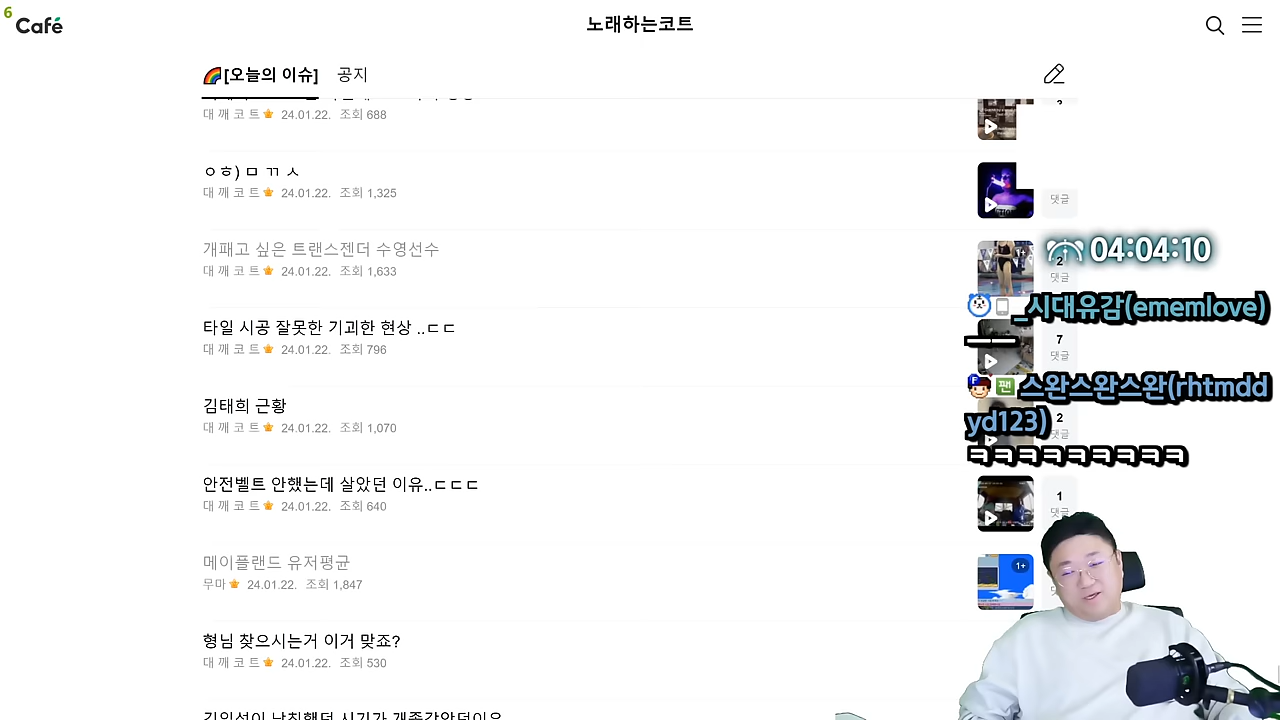 6
Café
노래하는코트
🌈[오늘의 이슈] 공지
대 깨 코 트 24.01.22. 조회 688
ㅇㅎ) ㅁ ㄲ ㅅ
대 깨 코 트 24.01.22. 조회 1,325
댓글
개패고 싶은 트랜스젠더 수영선수
대 깨 코 트 24.01.22. 조회 1,633
2
댓글
04:04:10
_시대유감(ememlove)
ㅡㅡ
타일 시공 잘못한 기괴한 현상 ..ㄷㄷ
대 깨 코 트 24.01.22. 조회 796
7
댓글
스완스완스완(rhtmdd
yd123)
ㅋㅋㅋㅋㅋㅋㅋㅋㅋ
김태희 근황
대 깨 코 트 24.01.22. 조회 1,070
2
댓글
안전벨트 안했는데 살았던 이유..ㄷㄷㄷ
대 깨 코 트 24.01.22. 조회 640
1
댓글
메이플랜드 유저평균
무마 24.01.22. 조회 1,847
1+
형님 찾으시는거 이거 맞죠?
대 깨 코 트 24.01.22. 조회 530